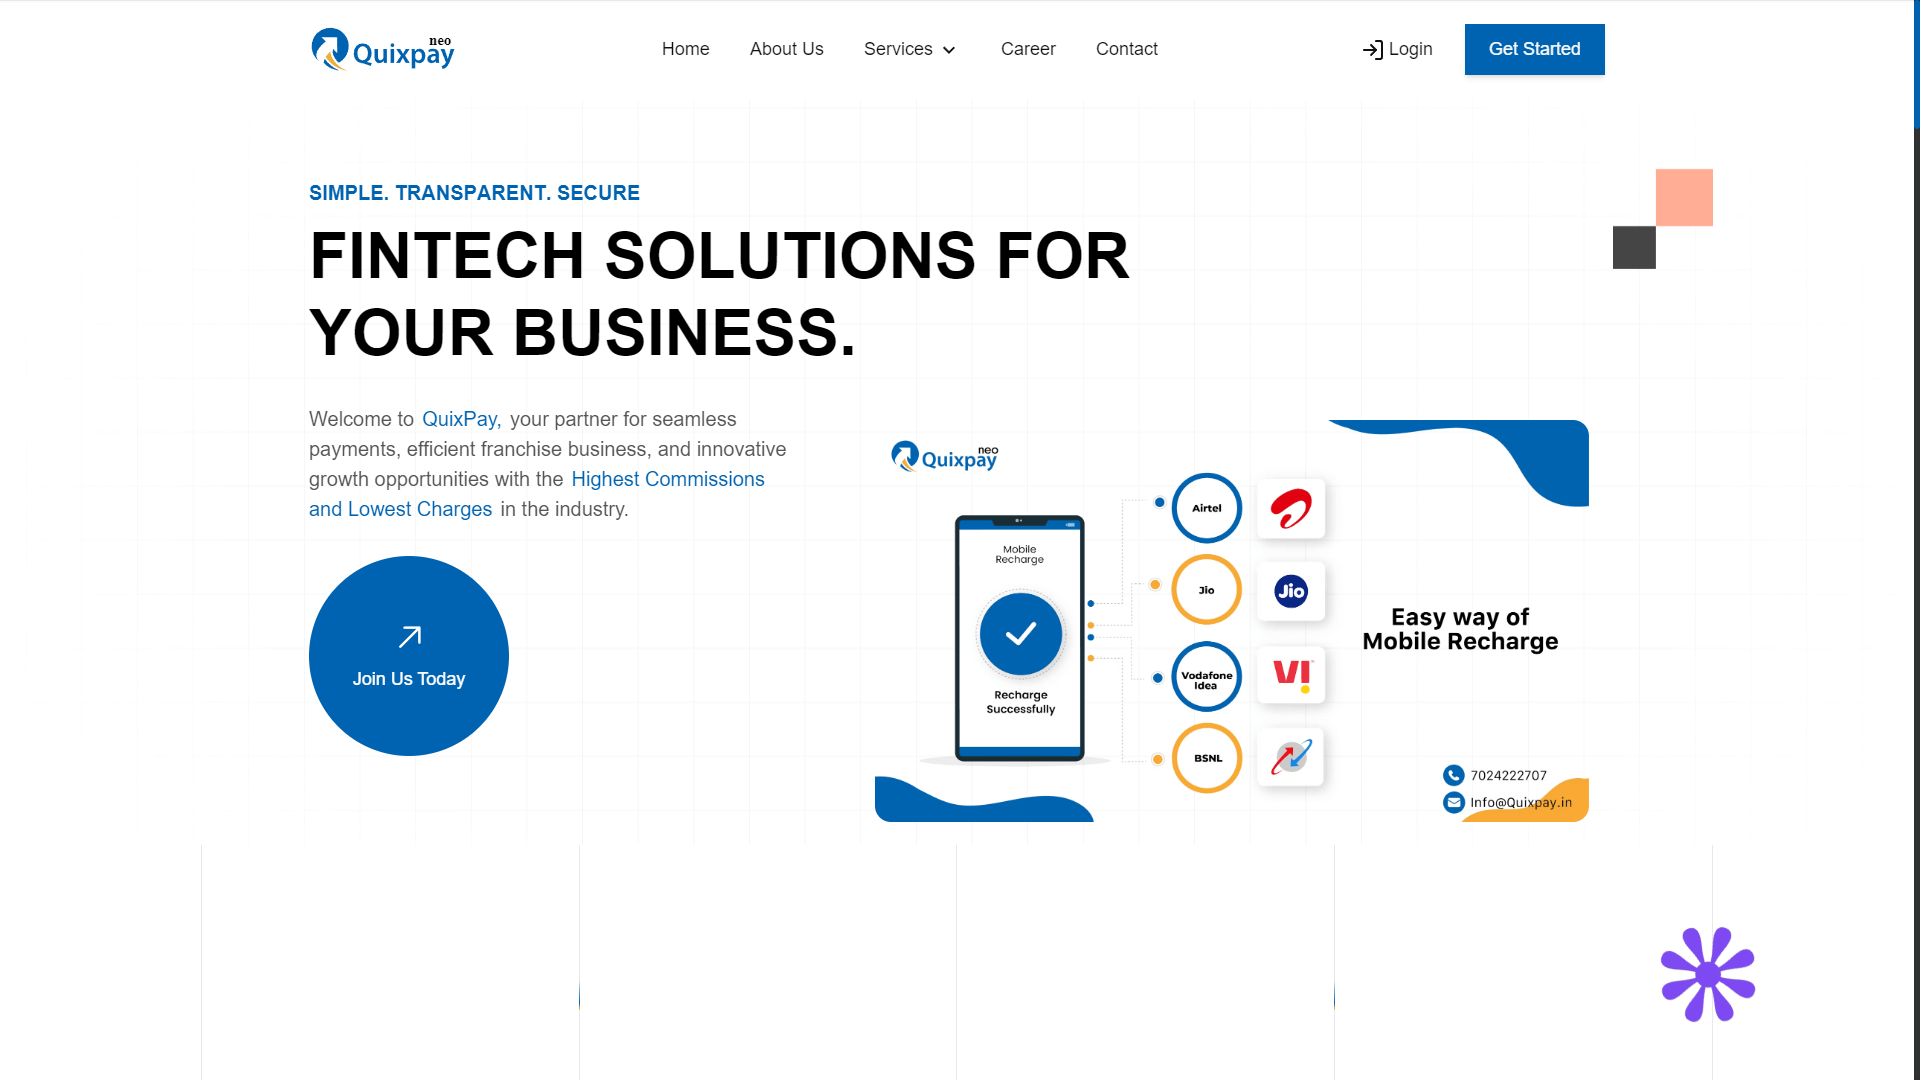 Quixpay neo
Home
About Us
Services
Career
Contact
Login
Get Started
SIMPLE. TRANSPARENT. SECURE
FINTECH SOLUTIONS FOR
YOUR BUSINESS.
Welcome to QuixPay, your partner for seamless
payments, efficient franchise business, and innovative
growth opportunities with the Highest Commissions
and Lowest Charges in the industry.
Join Us Today
Quixpay neo
Mobile
Recharge
Recharge
Successfully
Airtel
Jio
Jio
Vodafone
Idea
VI
BSNL
Easy way of
Mobile Recharge
7024222707
Info@Quixpay.in